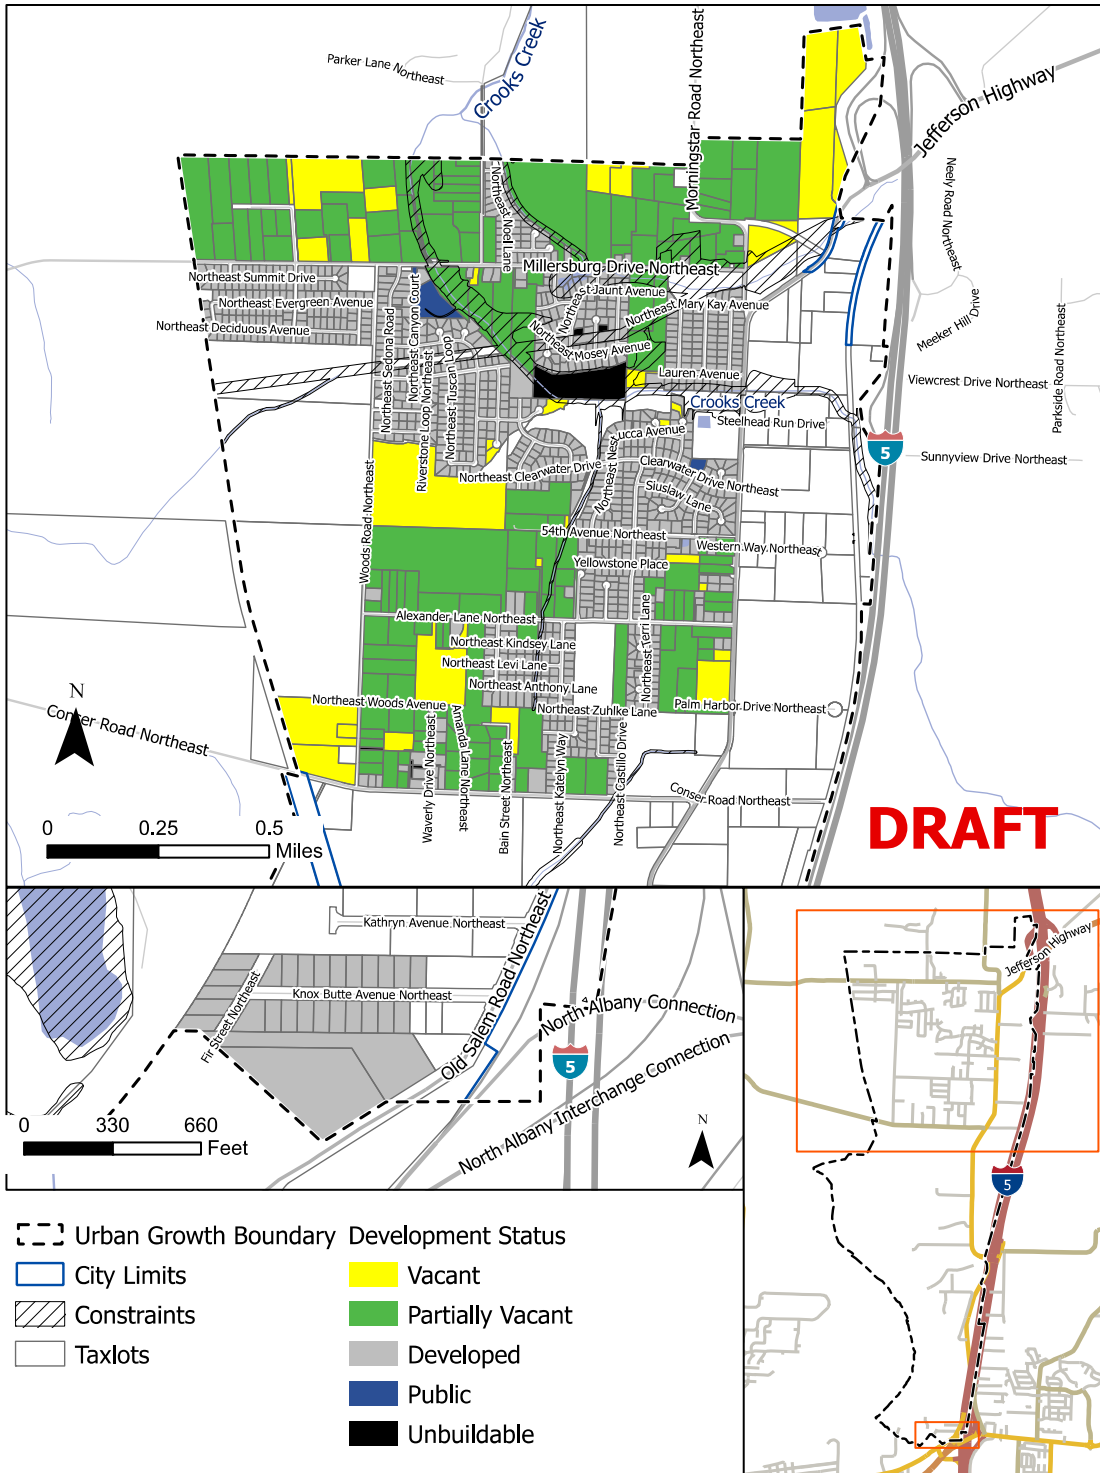 Parker Lane Northeast
Crooks Creek
Morningstar Road Northeast
Jefferson Highway
Neely Road Northeast
Northeast Noel Lane
Millersburg Drive Northeast
Northeast Summit Drive
Northeast Evergreen Avenue
Northeast Deciduous Avenue
Northeast Sedona Road
Northeast Canyon Court
Riverstone Loop Northeast
Northeast Tuscan Loop
Northeast Jaunt Avenue
Northeast
Northeast Mary Kay Avenue
Northeast Mosey Avenue
Lauren Avenue
Crooks Creek
Meeker Hill Drive
Viewcrest Drive Northeast
Parkside Road Northeast
Steelhead Run Drive
5
Sunnyview Drive Northeast
ucca Avenue
Northeast Clearwater Drive
Northeast Nest
Clearwater Drive Northeast
Siuslaw Lane
54th Avenue Northeast
Western Way Northeast
Yellowstone Place
Woods Road Northeast
Alexander Lane Northeast
Northeast Kindsey Lane
Northeast Levi Lane
Northeast Terri Lane
Northeast Anthony Lane
Northeast Woods Avenue
Northeast Zuhlke Lane
Palm Harbor Drive Northeast
N
Conser Road Northeast
Waverly Drive Northeast
Amanda Lane Northeast
Bain Street Northeast
Northeast Katelyn Way
Northeast Castillo Drive
Conser Road Northeast
DRAFT
0 0.25 0.5
Miles
Kathryn Avenue Northeast
Knox Butte Avenue Northeast
Fir Street Northeast
Old Salem Road Northeast
North Albany Connection
5
North Albany Interchange Connection
0 330 660
Feet
N
Jefferson Highway
5
Urban Growth Boundary
City Limits
Constraints
Taxlots
Development Status
Vacant
Partially Vacant
Developed
Public
Unbuildable